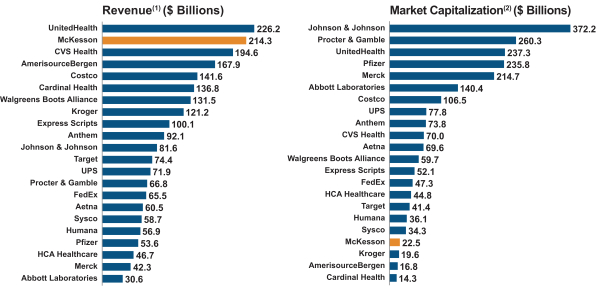 Revenue(1) ($ Billions)
UnitedHealth 226.2
McKesson 214.3
CVS Health 194.6
AmerisourceBergen 167.9
Costco 141.6
Cardinal Health 136.8
Walgreens Boots Alliance 131.5
Kroger 121.2
Express Scripts 100.1
Anthem 92.1
Johnson & Johnson 81.6
Target 74.4
UPS 71.9
Procter & Gamble 66.8
FedEx 65.5
Aetna 60.5
Sysco 58.7
Humana 56.9
Pfizer 53.6
HCA Healthcare 46.7
Merck 42.3
Abbott Laboratories 30.6
Market Capitalization(2) ($ Billions)
Johnson & Johnson 372.2
Procter & Gamble 260.3
UnitedHealth 237.3
Pfizer 235.8
Merck 214.7
Abbott Laboratories 140.4
Costco 106.5
UPS 77.8
Anthem 73.8
CVS Health 70.0
Aetna 69.6
Walgreens Boots Alliance 59.7
Express Scripts 52.1
FedEx 47.3
HCA Healthcare 44.8
Target 41.4
Humana 36.1
Sysco 34.3
McKesson 22.5
Kroger 19.6
AmerisourceBergen 16.8
Cardinal Health 14.3